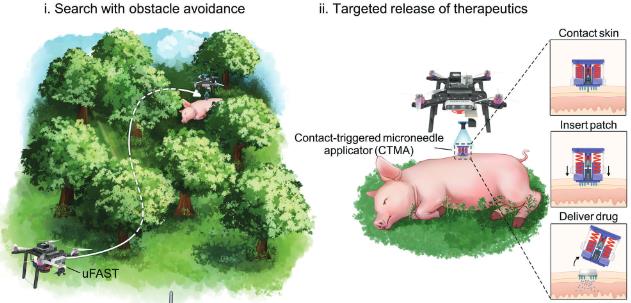 i. Search with obstacle avoidance
uFAST
ii. Targeted release of therapeutics
Contact-triggered microneedle
applicator (CTMA)
Contact skin
Insert patch
Deliver drug